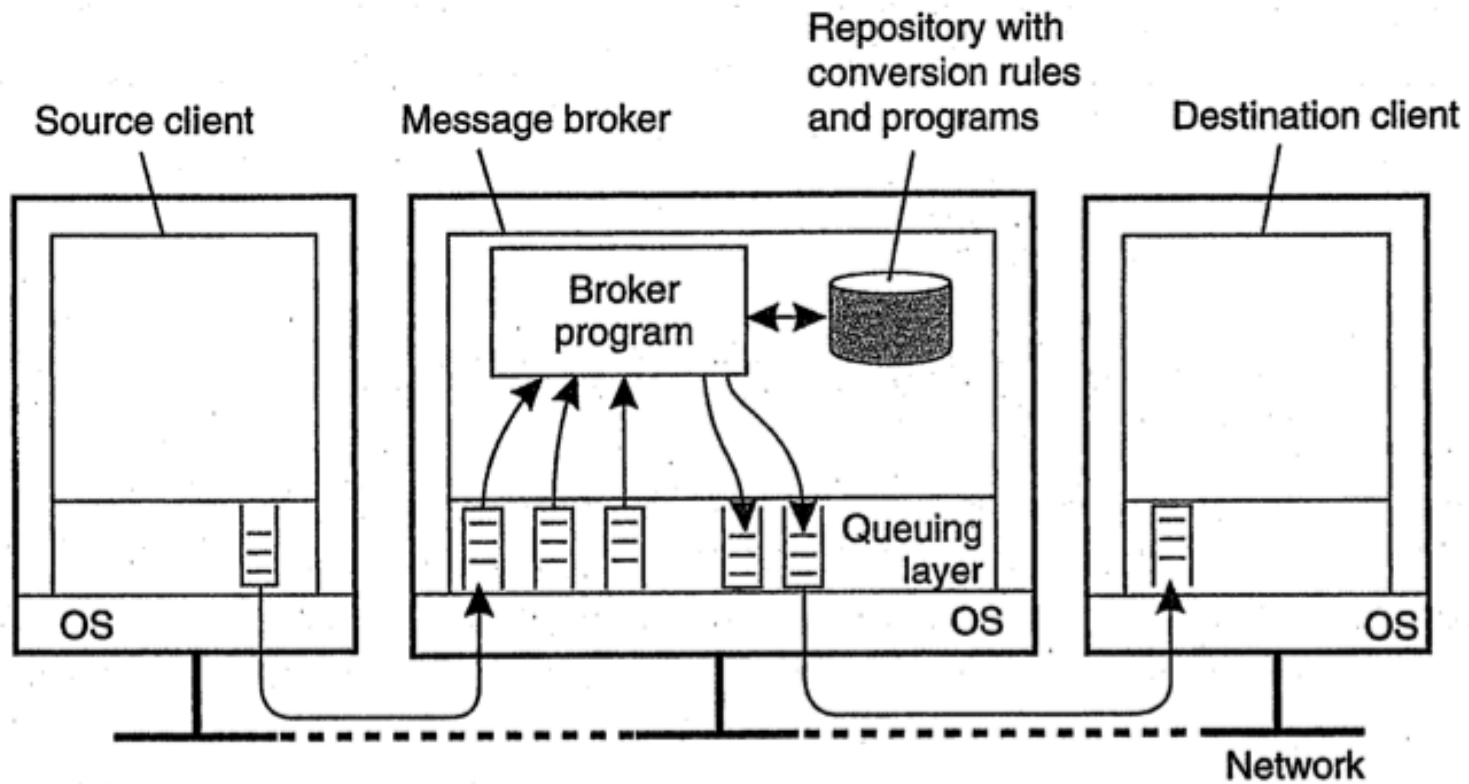 Repository with
conversion rules
and programs
Source client
Message broker
Destination client
Broker
program
Queuing
layer
OS
OS
OS
Network